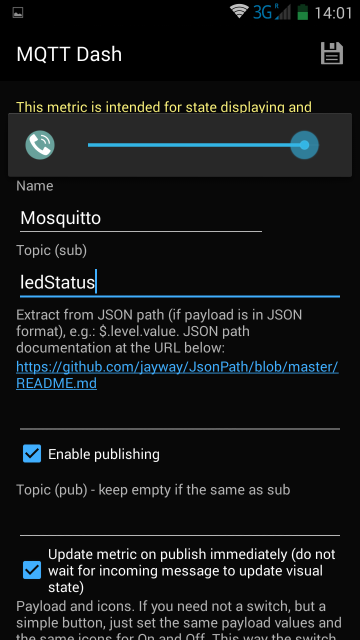 3G R 14:01
MQTT Dash
This metric is intended for state displaying and
Name
Mosquitto
Topic (sub)
ledStatus
Extract from JSON path (if payload is in JSON
format), e.g.: $.level.value. JSON path
documentation at the URL below:
https://github.com/jayway/JsonPath/blob/master/
README.md
Enable publishing
Topic (pub) - keep empty if the same as sub
Update metric on publish immediately (do not
wait for incoming message to update visual
state)
Payload and icons. If you need not a switch, but a
simple button, just set the same payload values and
the same icons for On and Off. This way the switch